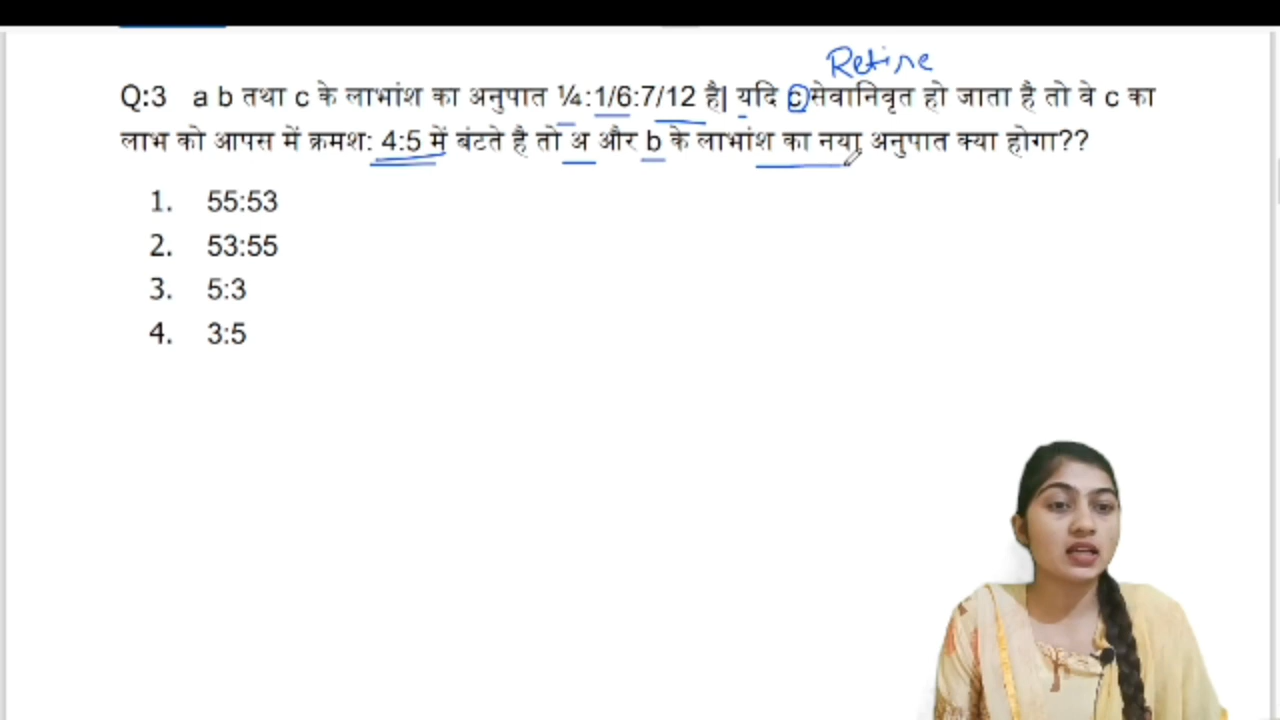 Retire
Q:3 a b तथा c के लाभांश का अनुपात ¼:1/6:7/12 है| यदि c सेवानिवृत हो जाता है तो वे c का
लाभ को आपस में क्रमश: 4:5 में बंटते है तो अ और b के लाभांश का नया अनुपात क्या होगा??
1. 55:53
2. 53:55
3. 5:3
4. 3:5